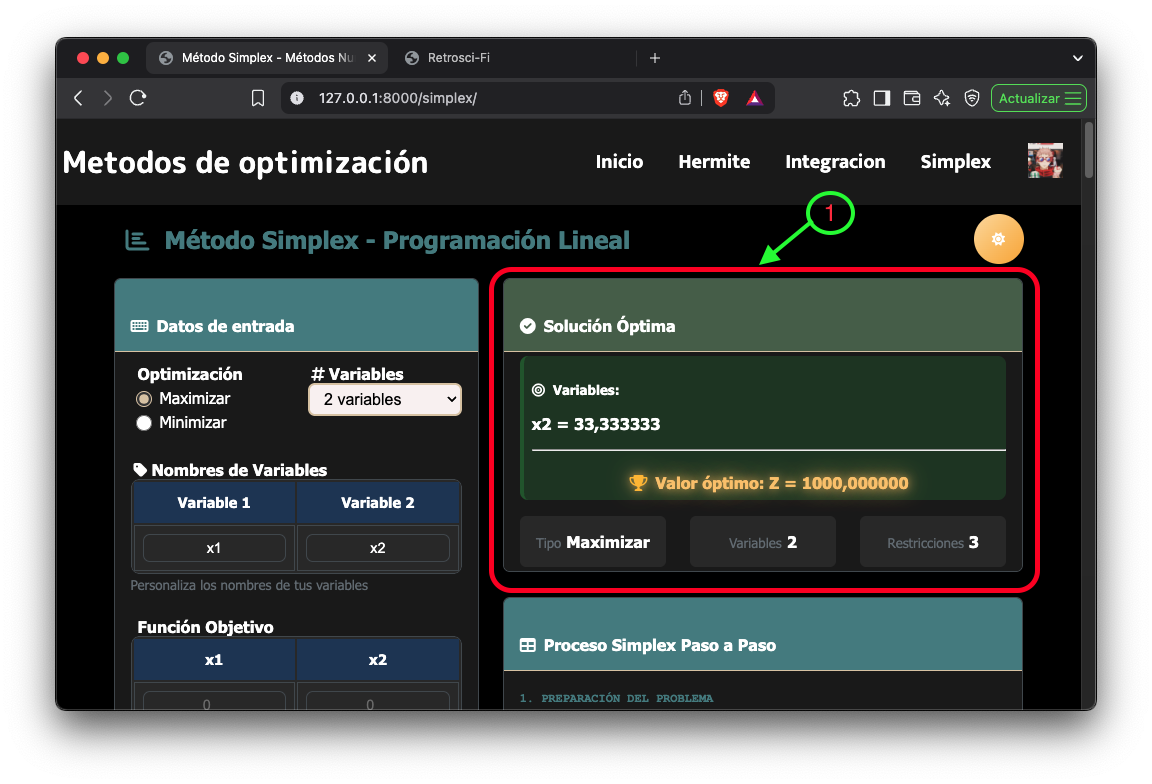 Método Simplex - Métodos Nu
Retrosci-Fi
127.0.0.1:8000/simplex/
Actualizar
Metodos de optimización
Inicio
Hermite
Integracion
Simplex
1
Método Simplex - Programación Lineal
Datos de entrada
Optimización
Maximizar
Minimizar
# Variables
2 variables
Nombres de Variables
Variable 1
Variable 2
x1
x2
Personaliza los nombres de tus variables
Función Objetivo
x1
x2
0
0
Solución Óptima
Variables:
x2 = 33,333333
Valor óptimo: Z = 1000,000000
Tipo Maximizar
Variables 2
Restricciones 3
Proceso Simplex Paso a Paso
1. PREPARACIÓN DEL PROBLEMA